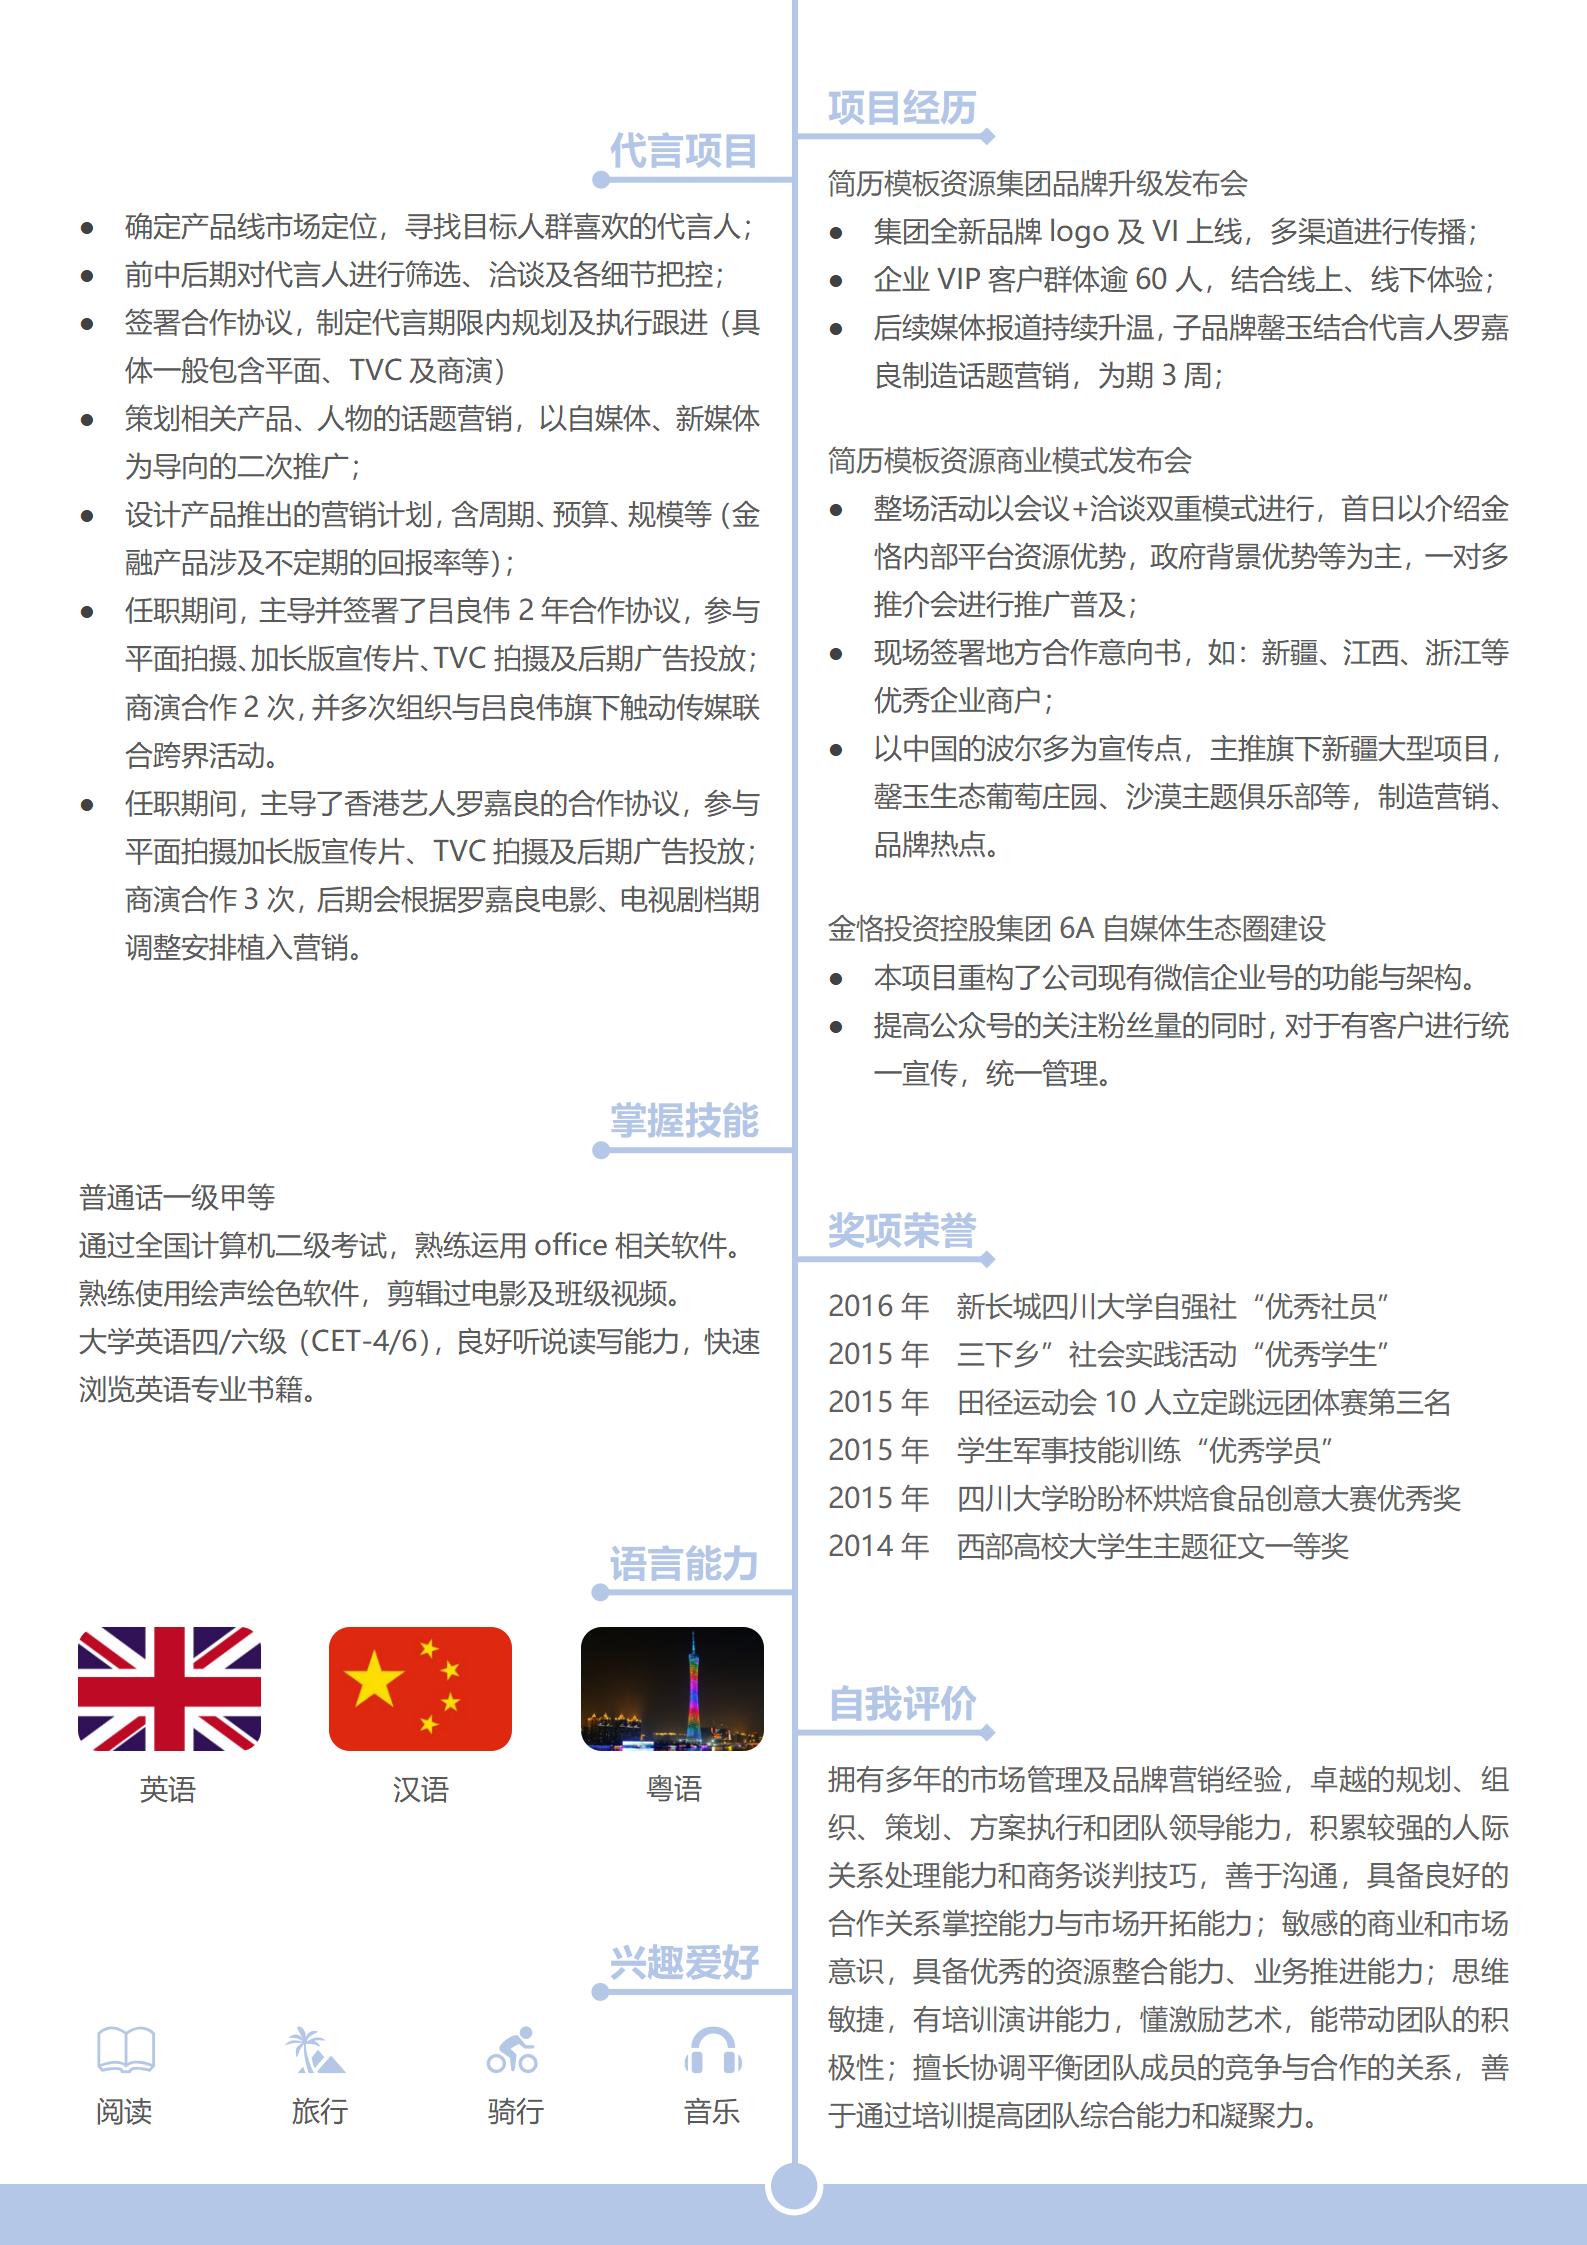 代言项目
● 确定产品线市场定位，寻找目标人群喜欢的代言人；
● 前中后期对代言人进行筛选、洽谈及各细节把控；
● 签署合作协议，制定代言期限内规划及执行跟进（具
体一般包含平面、TVC 及商演）
● 策划相关产品、人物的话题营销，以自媒体、新媒体
为导向的二次推广；
● 设计产品推出的营销计划，含周期、预算、规模等（金
融产品涉及不定期的回报率等）；
● 任职期间，主导并签署了吕良伟 2 年合作协议，参与
平面拍摄、加长版宣传片、TVC 拍摄及后期广告投放；
商演合作 2 次，并多次组织与吕良伟旗下触动传媒联
合跨界活动。
● 任职期间，主导了香港艺人罗嘉良的合作协议，参与
平面拍摄加长版宣传片、TVC 拍摄及后期广告投放；
商演合作 3 次，后期会根据罗嘉良电影、电视剧档期
调整安排植入营销。
掌握技能
普通话一级甲等
通过全国计算机二级考试，熟练运用 office 相关软件。
熟练使用绘声绘色软件，剪辑过电影及班级视频。
大学英语四/六级（CET-4/6），良好听说读写能力，快速
浏览英语专业书籍。
语言能力
英语 汉语 粤语
兴趣爱好
阅读 旅行 骑行 音乐
项目经历
简历模板资源集团品牌升级发布会
● 集团全新品牌 logo 及 VI 上线，多渠道进行传播；
● 企业 VIP 客户群体逾 60 人，结合线上、线下体验；
● 后续媒体报道持续升温，子品牌罄玉结合代言人罗嘉
良制造话题营销，为期 3 周；
简历模板资源商业模式发布会
● 整场活动以会议+洽谈双重模式进行，首日以介绍金
恪内部平台资源优势，政府背景优势等为主，一对多
推介会进行推广普及；
● 现场签署地方合作意向书，如：新疆、江西、浙江等
优秀企业商户；
● 以中国的波尔多为宣传点，主推旗下新疆大型项目，
罄玉生态葡萄庄园、沙漠主题俱乐部等，制造营销、
品牌热点。
金恪投资控股集团 6A 自媒体生态圈建设
● 本项目重构了公司现有微信企业号的功能与架构。
● 提高公众号的关注粉丝量的同时，对于有客户进行统
一宣传，统一管理。
奖项荣誉
2016 年 新长城四川大学自强社“优秀社员”
2015 年 三下乡”社会实践活动“优秀学生”
2015 年 田径运动会 10 人立定跳远团体赛第三名
2015 年 学生军事技能训练“优秀学员”
2015 年 四川大学盼盼杯烘焙食品创意大赛优秀奖
2014 年 西部高校大学生主题征文一等奖
自我评价
拥有多年的市场管理及品牌营销经验，卓越的规划、组
织、策划、方案执行和团队领导能力，积累较强的人际
关系处理能力和商务谈判技巧，善于沟通，具备良好的
合作关系掌控能力与市场开拓能力；敏感的商业和市场
意识，具备优秀的资源整合能力、业务推进能力；思维
敏捷，有培训演讲能力，懂激励艺术，能带动团队的积
极性；擅长协调平衡团队成员的竞争与合作的关系，善
于通过培训提高团队综合能力和凝聚力。